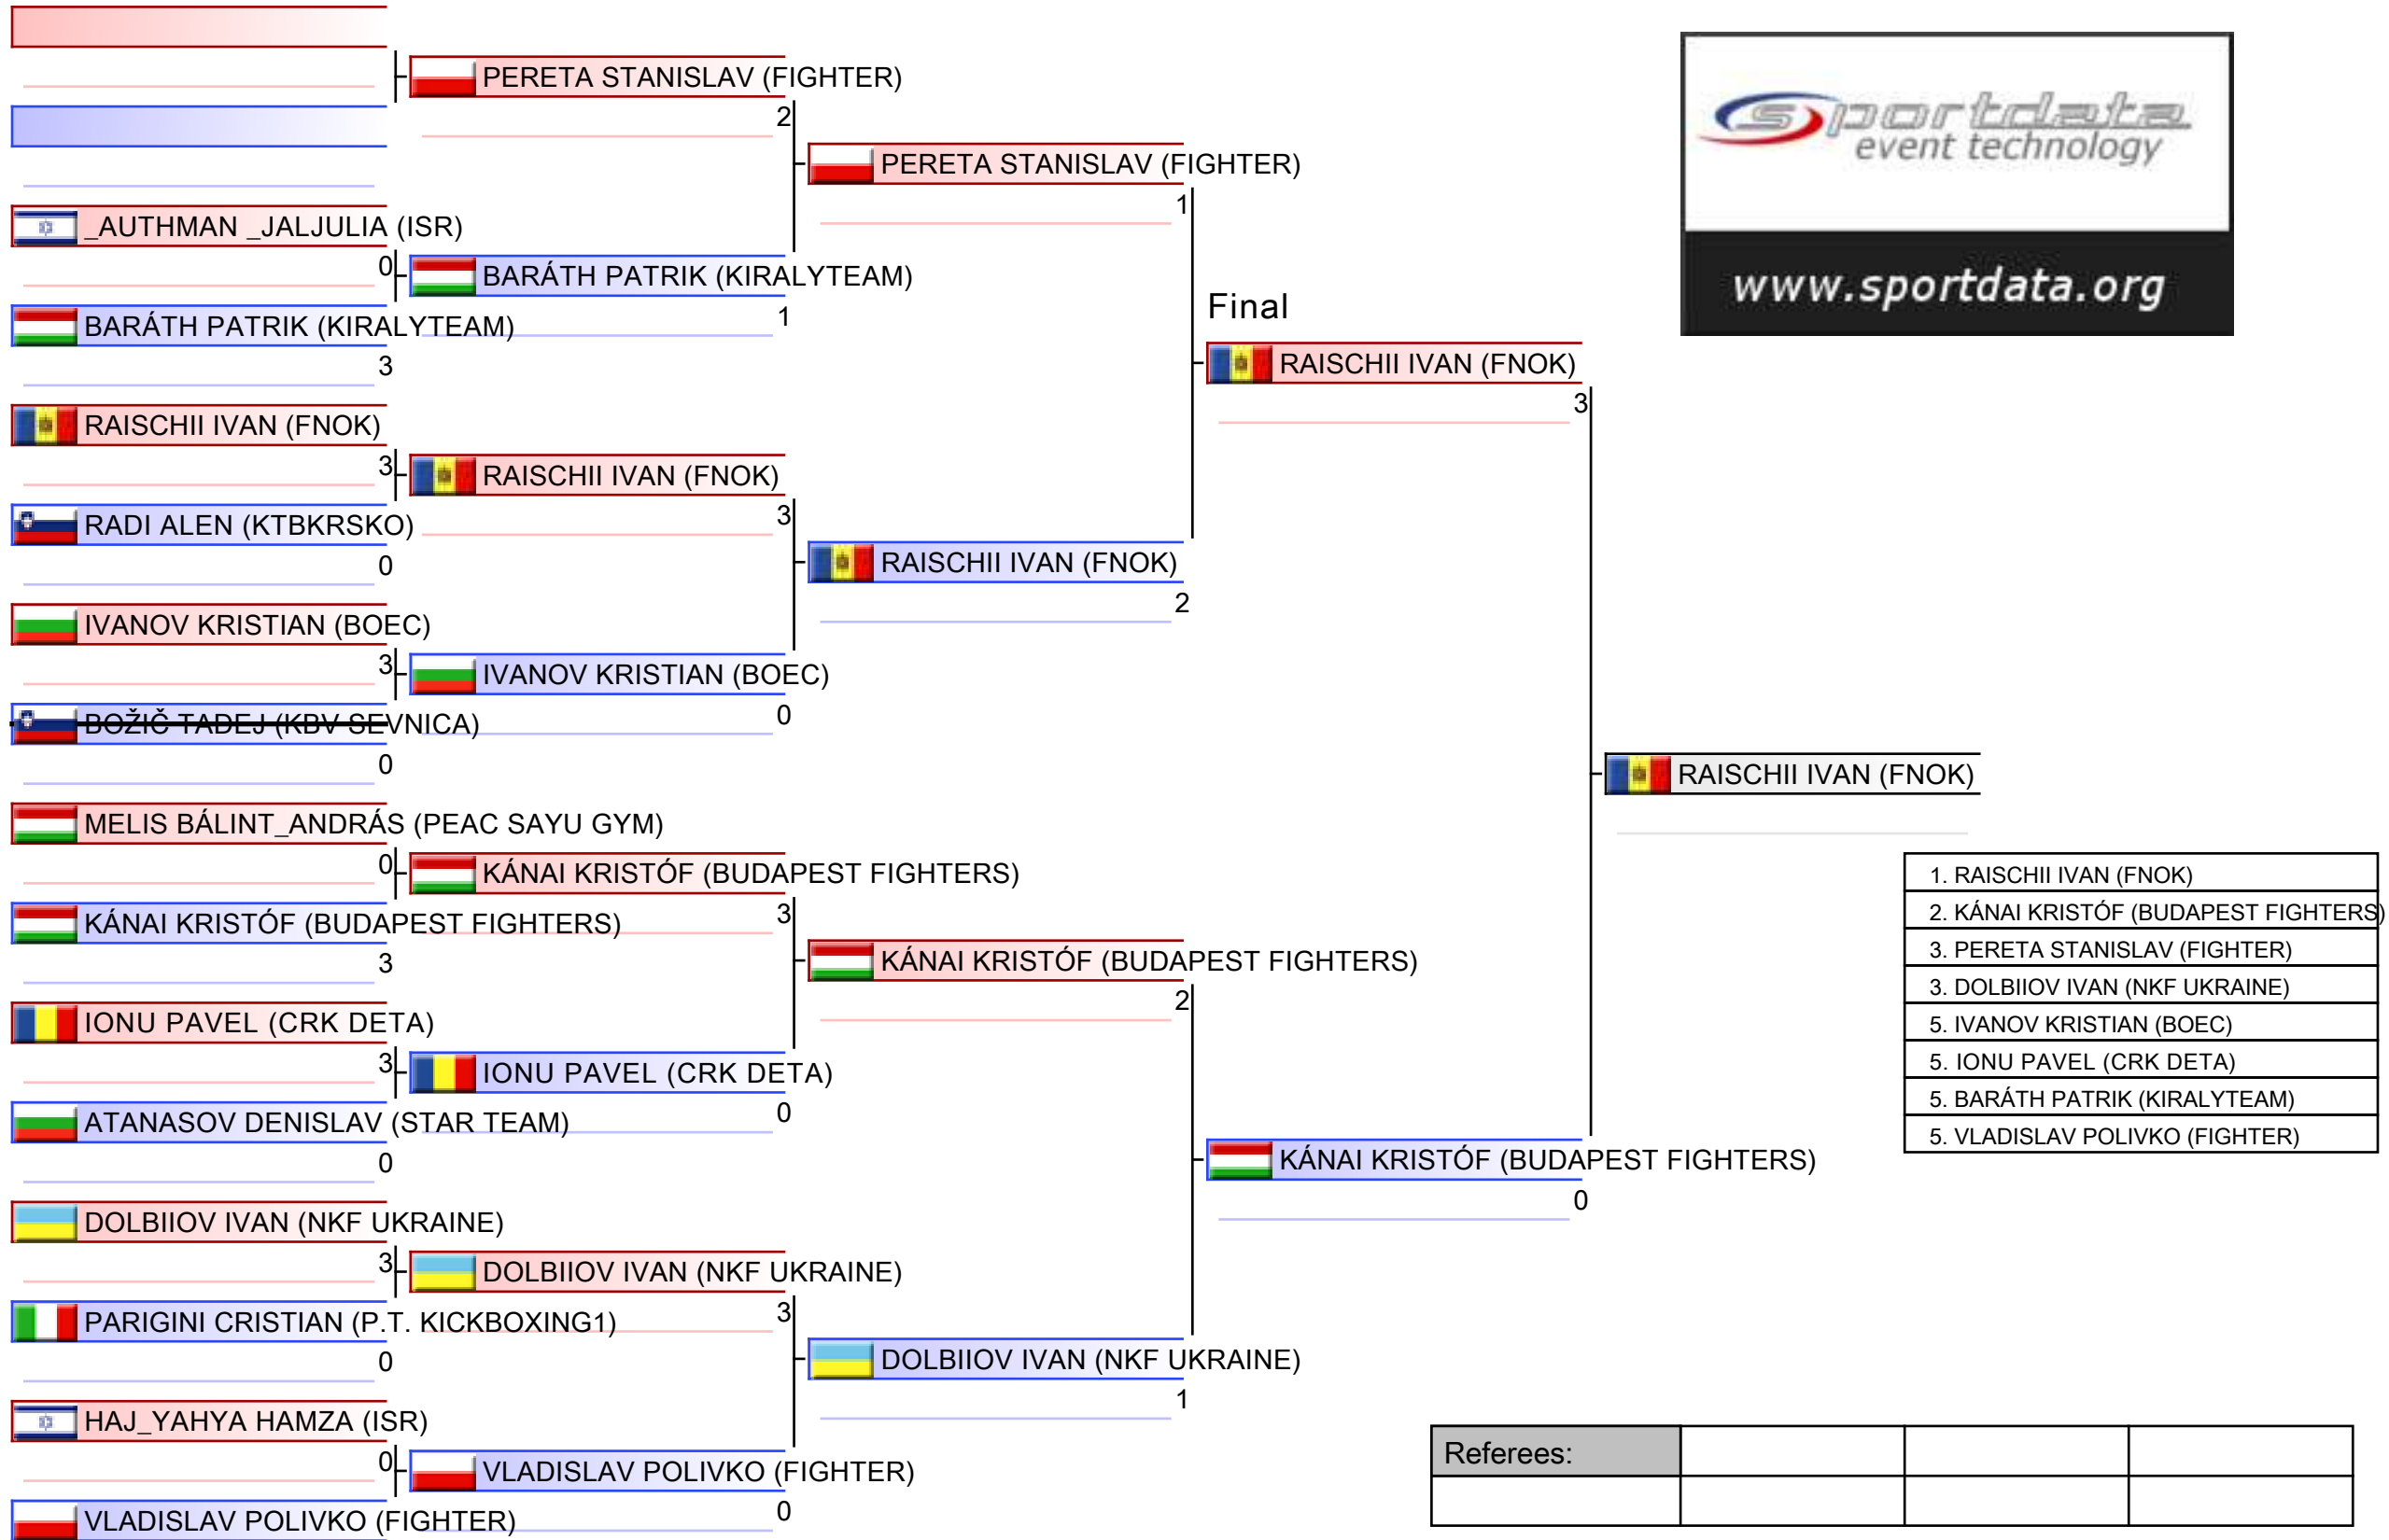 PERETA STANISLAV (FIGHTER)
2
PERETA STANISLAV (FIGHTER)
1
_AUTHMAN _JALJULIA (ISR)
0
BARÁTH PATRIK (KIRALYTEAM)
1
BARÁTH PATRIK (KIRALYTEAM)
3
Final
RAISCHII IVAN (FNOK)
3
RAISCHII IVAN (FNOK)
3
RAISCHII IVAN (FNOK)
3
RADI ALEN (KTBKRSKO)
0
RAISCHII IVAN (FNOK)
2
IVANOV KRISTIAN (BOEC)
3
IVANOV KRISTIAN (BOEC)
0
BOŽIČ TADEJ (KBV SEVNICA)
0
RAISCHII IVAN (FNOK)
MELIS BÁLINT_ANDRÁS (PEAC SAYU GYM)
0
KÁNAI KRISTÓF (BUDAPEST FIGHTERS)
3
KÁNAI KRISTÓF (BUDAPEST FIGHTERS)
3
KÁNAI KRISTÓF (BUDAPEST FIGHTERS)
2
IONU PAVEL (CRK DETA)
3
IONU PAVEL (CRK DETA)
0
ATANASOV DENISLAV (STAR TEAM)
0
KÁNAI KRISTÓF (BUDAPEST FIGHTERS)
0
DOLBIIOV IVAN (NKF UKRAINE)
3
DOLBIIOV IVAN (NKF UKRAINE)
3
PARIGINI CRISTIAN (P.T. KICKBOXING1)
0
DOLBIIOV IVAN (NKF UKRAINE)
1
HAJ_YAHYA HAMZA (ISR)
0
VLADISLAV POLIVKO (FIGHTER)
0
VLADISLAV POLIVKO (FIGHTER)
sportdata
event technology
www.sportdata.org
1. RAISCHII IVAN (FNOK)
2. KÁNAI KRISTÓF (BUDAPEST FIGHTERS)
3. PERETA STANISLAV (FIGHTER)
3. DOLBIIOV IVAN (NKF UKRAINE)
5. IVANOV KRISTIAN (BOEC)
5. IONU PAVEL (CRK DETA)
5. BARÁTH PATRIK (KIRALYTEAM)
5. VLADISLAV POLIVKO (FIGHTER)
Referees: